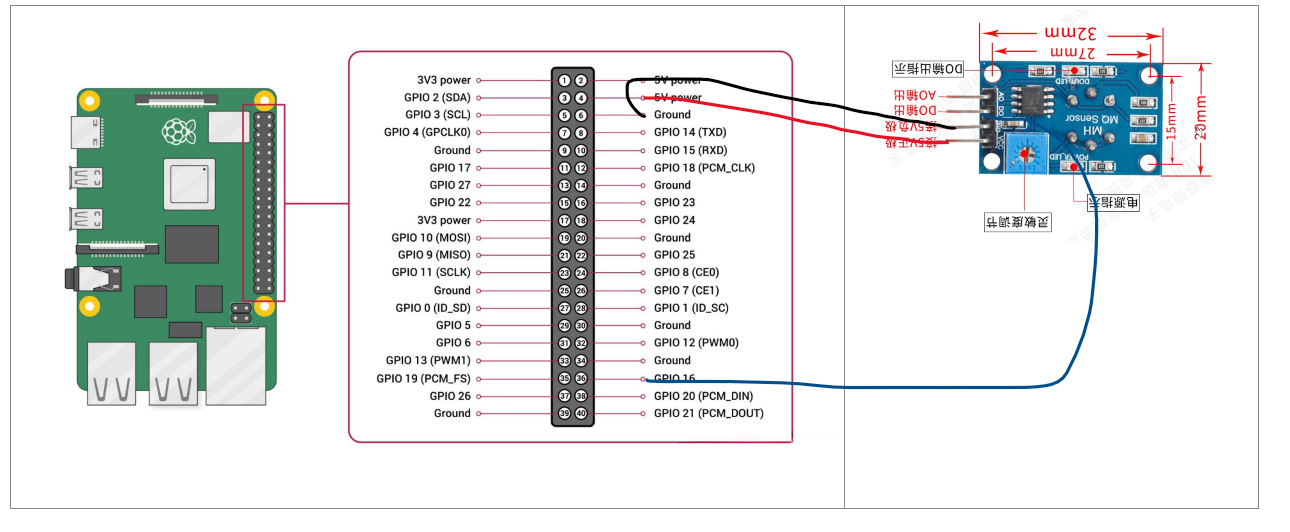 3V3 power 1 2 5V power
GPIO 2 (SDA) 3 4 5V power
GPIO 3 (SCL) 5 6 Ground
GPIO 4 (GPCLK0) 7 8 GPIO 14 (TXD)
Ground 9 10 GPIO 15 (RXD)
GPIO 17 11 12 GPIO 18 (PCM_CLK)
GPIO 27 13 14 Ground
GPIO 22 15 16 GPIO 23
3V3 power 17 18 GPIO 24
GPIO 10 (MOSI) 19 20 Ground
GPIO 9 (MISO) 21 22 GPIO 25
GPIO 11 (SCLK) 23 24 GPIO 8 (CE0)
Ground 25 26 GPIO 7 (CE1)
GPIO 0 (ID_SD) 27 28 GPIO 1 (ID_SC)
GPIO 5 29 30 Ground
GPIO 6 31 32 GPIO 12 (PWM0)
GPIO 13 (PWM1) 33 34 Ground
GPIO 19 (PCM_FS) 35 36 GPIO 16
GPIO 26 37 38 GPIO 20 (PCM_DIN)
Ground 39 40 GPIO 21 (PCM_DOUT)
32mm
27mm
DO输出指示
AO输出
DO输出
接5V负极
接5V正极
AO
DO
VCC
MQ Sensor
MH
15mm
20mm
电源指示
灵敏度调节